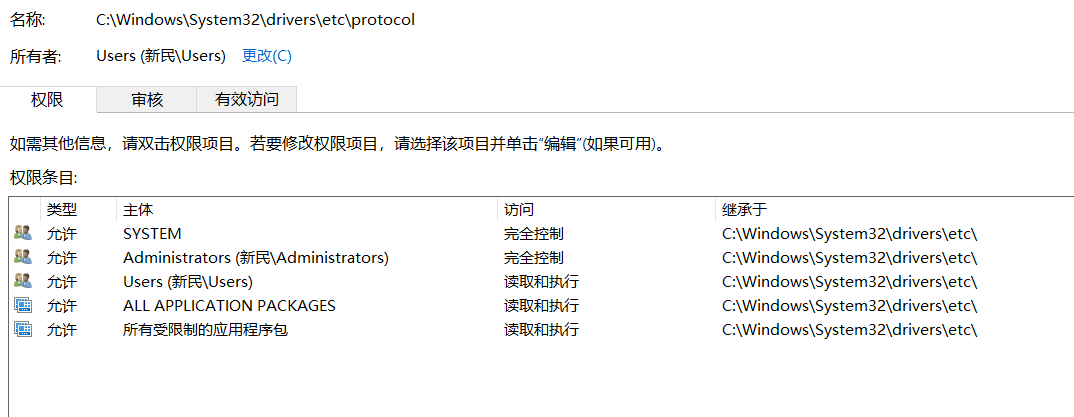 名称: C:\Windows\System32\drivers\etc\protocol
所有者: Users (新民\Users) 更改(C)
权限 审核 有效访问
如需其他信息，请双击权限项目。若要修改权限项目，请选择该项目并单击“编辑”(如果可用)。
权限条目:
类型 主体 访问 继承于
允许 SYSTEM 完全控制 C:\Windows\System32\drivers\etc\
允许 Administrators (新民\Administrators) 完全控制 C:\Windows\System32\drivers\etc\
允许 Users (新民\Users) 读取和执行 C:\Windows\System32\drivers\etc\
允许 ALL APPLICATION PACKAGES 读取和执行 C:\Windows\System32\drivers\etc\
允许 所有受限制的应用程序包 读取和执行 C:\Windows\System32\drivers\etc\